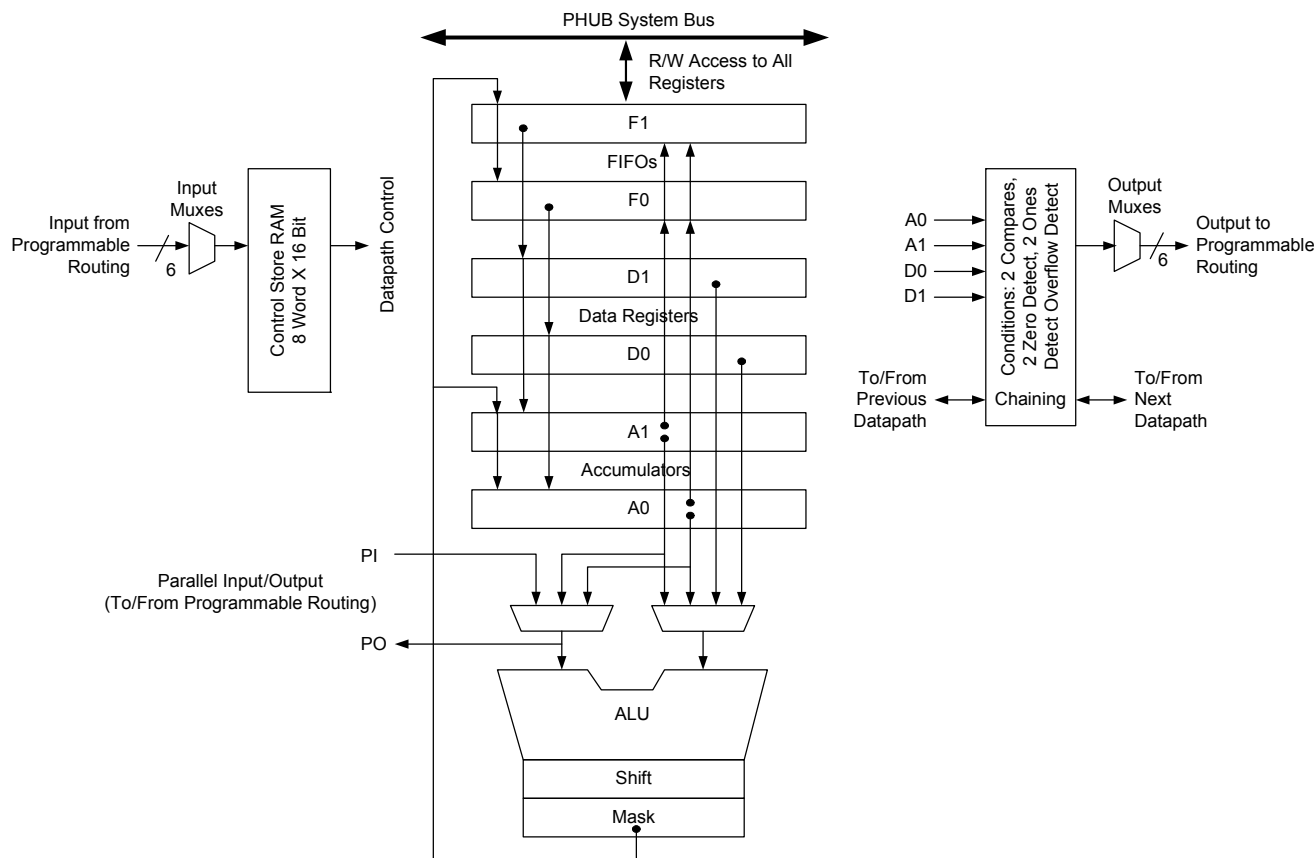 PHUB System Bus
R/W Access to All
Registers
F1
FIFOs
F0
D1
Data Registers
D0
A1
Accumulators
A0
Input from
Programmable
Routing
6
Input
Muxes
Control Store RAM
8 Word X 16 Bit
Datapath Control
A0
A1
D0
D1
Conditions: 2 Compares,
2 Zero Detect, 2 Ones
Detect Overflow Detect
Output
Muxes
6
Output to
Programmable
Routing
To/From
Previous
Datapath
Chaining
To/From
Next
Datapath
PI
Parallel Input/Output
(To/From Programmable Routing)
PO
ALU
Shift
Mask